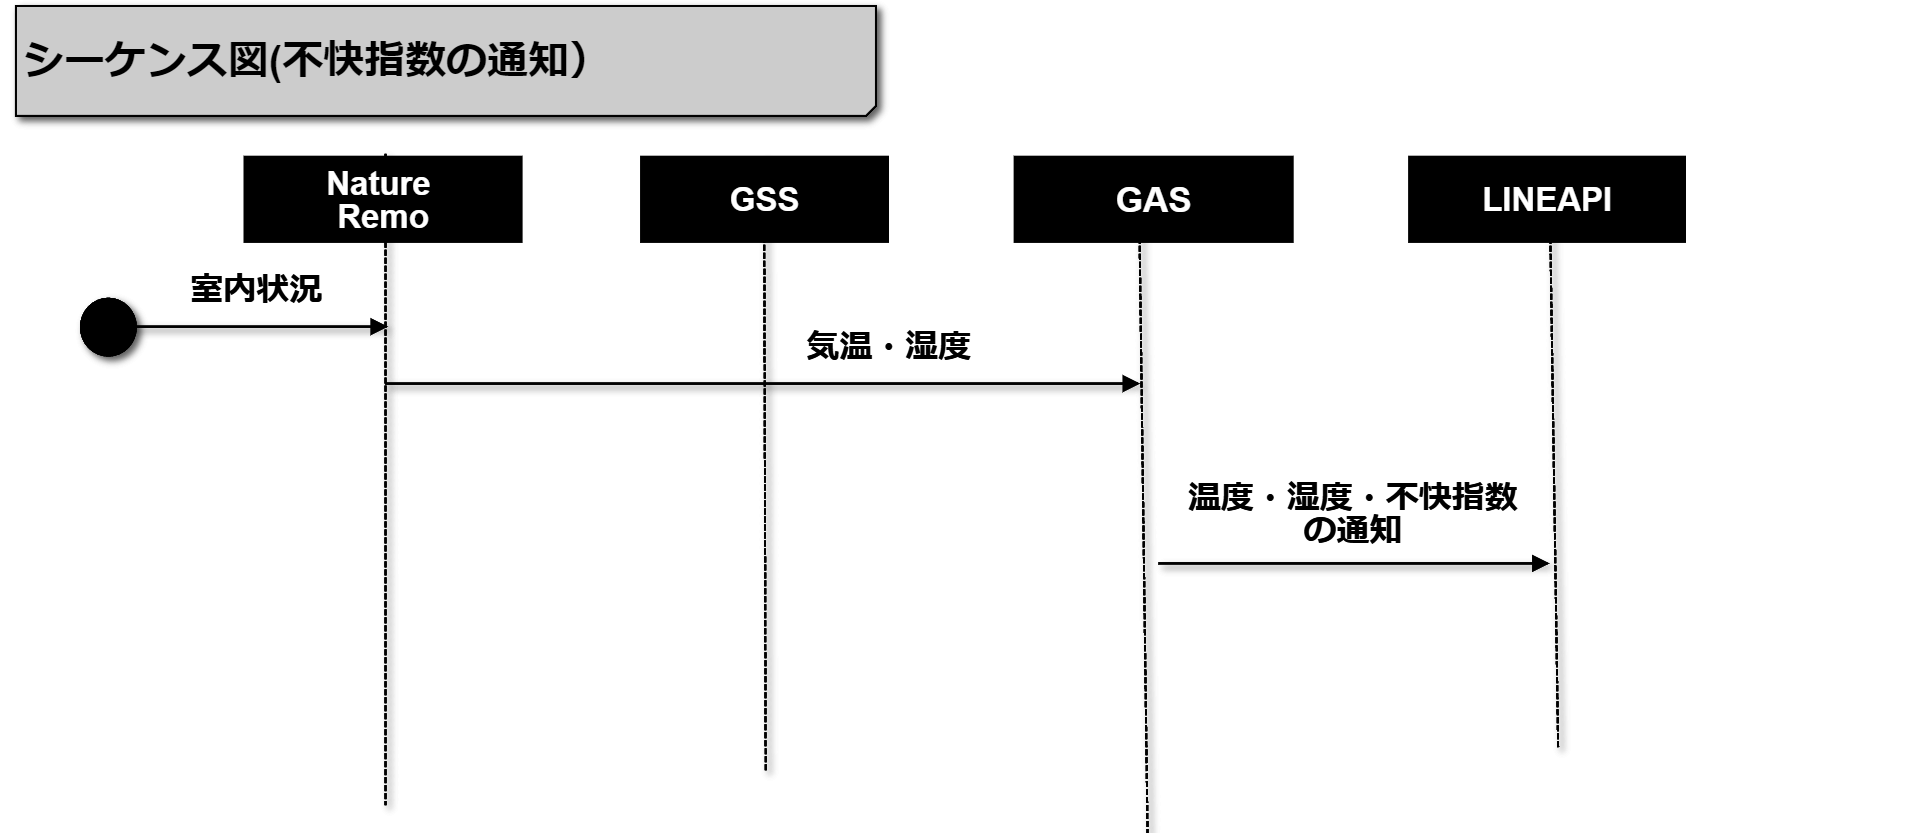 シーケンス図(不快指数の通知）
Nature
Remo
GSS
GAS
LINEAPI
室内状況
気温・湿度
温度・湿度・不快指数
の通知